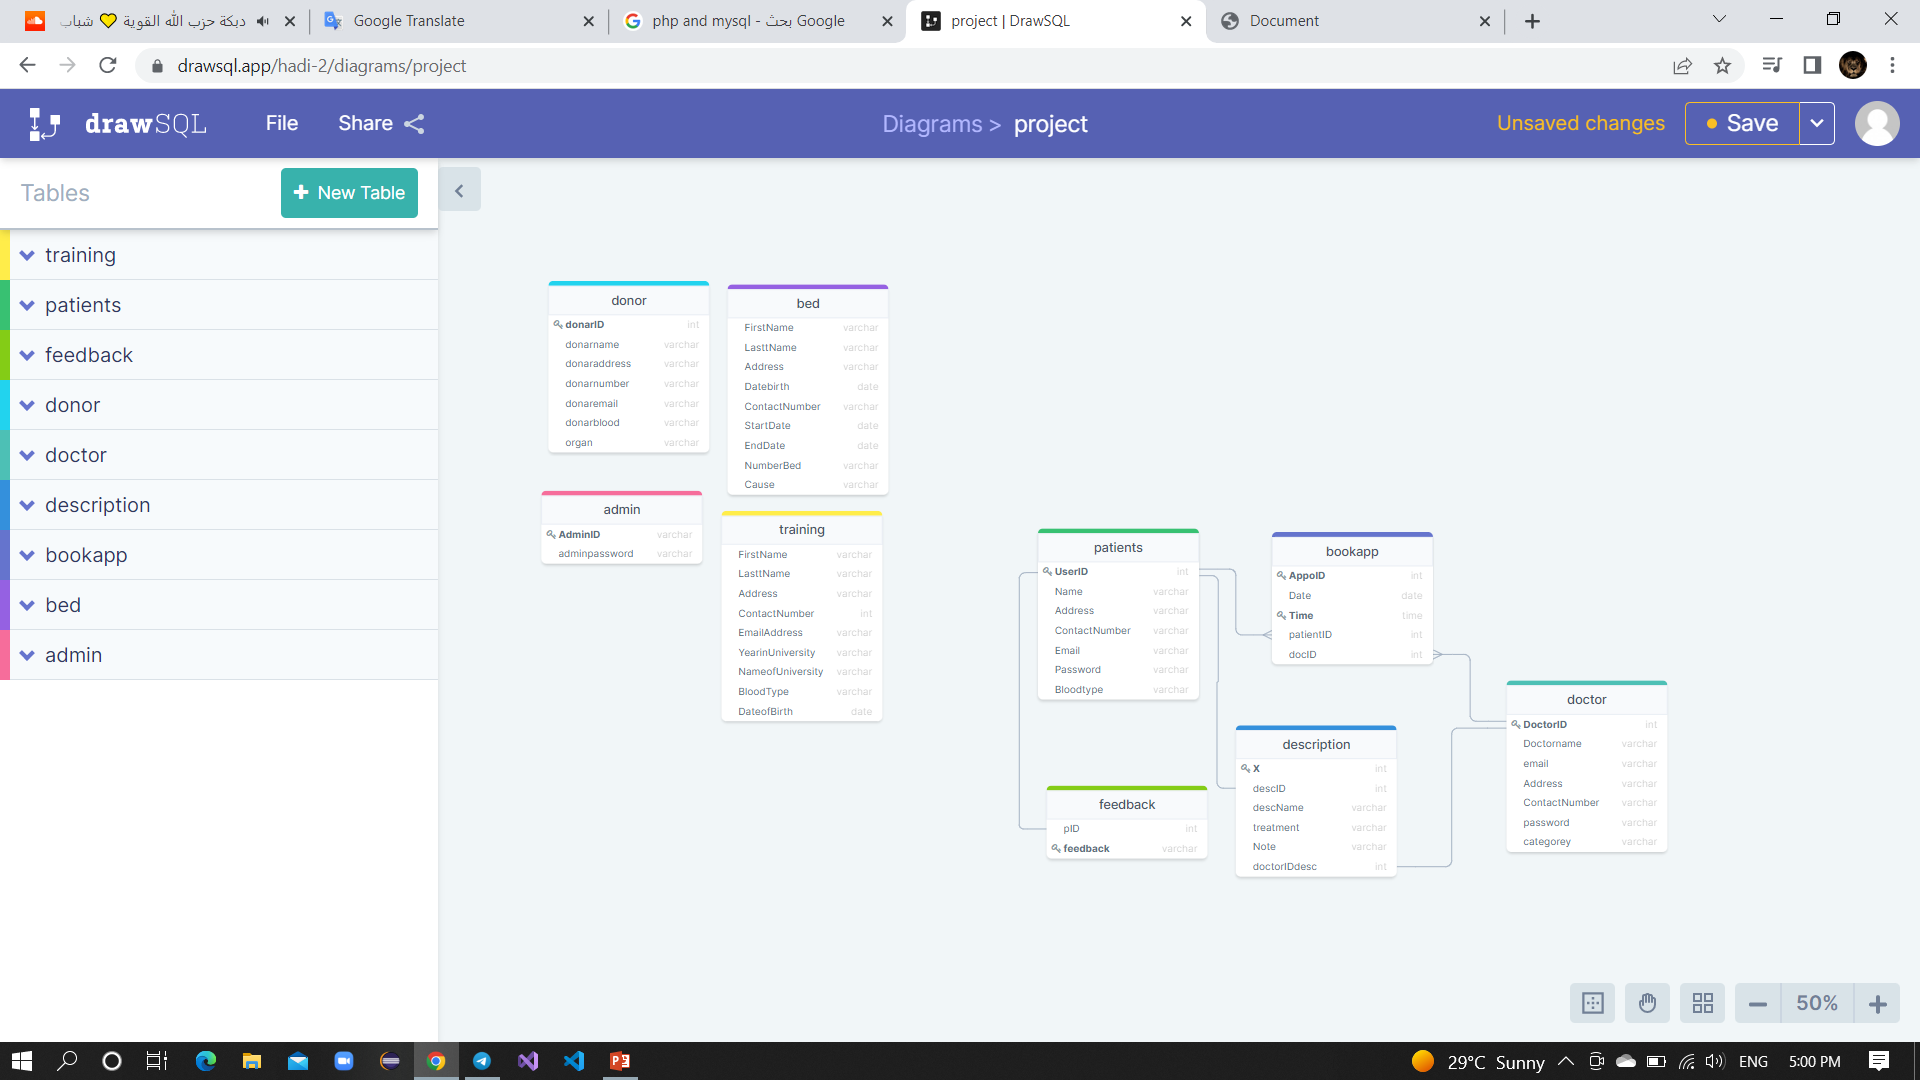 دبكة حزب الله القوية 💛 شباب
Google Translate
php and mysql - بحث Google
project | DrawSQL
Document
drawsql.app/hadi-2/diagrams/project
drawSQL
File
Share
Diagrams > project
Unsaved changes
Save
Tables
New Table
training
patients
feedback
donor
doctor
description
bookapp
bed
admin
donor
donarID int
donarname varchar
donaraddress varchar
donarnumber varchar
donaremail varchar
donarblood varchar
organ varchar
bed
FirstName varchar
LasttName varchar
Address varchar
Datebirth date
ContactNumber varchar
StartDate date
EndDate date
NumberBed varchar
Cause varchar
admin
AdminID varchar
adminpassword varchar
training
FirstName varchar
LasttName varchar
Address varchar
ContactNumber int
EmailAddress varchar
YearinUniversity varchar
NameofUniversity varchar
BloodType varchar
DateofBirth date
patients
UserID int
Name varchar
Address varchar
ContactNumber varchar
Email varchar
Password varchar
Bloodtype varchar
bookapp
AppoID int
Date date
Time time
patientID int
docID int
feedback
pID int
feedback varchar
description
X int
descID int
descName varchar
treatment varchar
Note varchar
doctorIDdesc int
doctor
DoctorID int
Doctorname varchar
email varchar
Address varchar
ContactNumber varchar
password varchar
categorey varchar
50%
29°C Sunny
ENG
5:00 PM